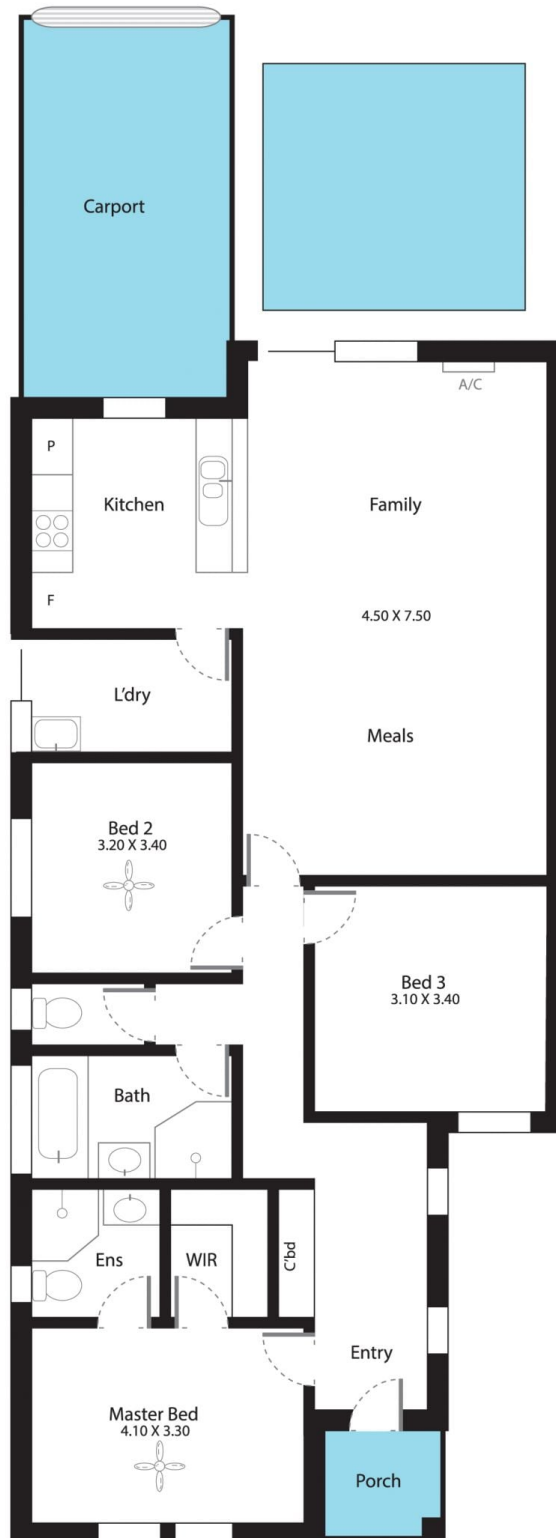 Carport
A/C
P
Kitchen
Family
F
4.50 X 7.50
L'dry
Meals
Bed 2
3.20 X 3.40
Bed 3
3.10 X 3.40
Bath
Ens
WIR
C'bd
Entry
Master Bed
4.10 X 3.30
Porch